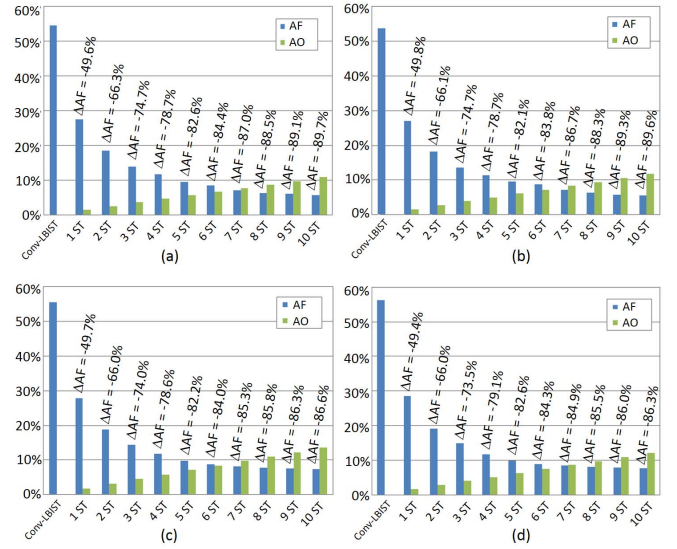 60%
50%
40%
30%
20%
10%
0%
AF
AO
ΔAF = -49.6%
ΔAF = -66.3%
ΔAF = -74.7%
ΔAF = -78.7%
ΔAF = -82.6%
ΔAF = -84.4%
ΔAF = -87.0%
ΔAF = -88.5%
ΔAF = -89.1%
ΔAF = -89.7%
Conv-LBIST
1 ST
2 ST
3 ST
4 ST
5 ST
6 ST
7 ST
8 ST
9 ST
10 ST
(a)
60%
50%
40%
30%
20%
10%
0%
AF
AO
ΔAF = -49.8%
ΔAF = -66.1%
ΔAF = -74.7%
ΔAF = -78.7%
ΔAF = -82.1%
ΔAF = -83.8%
ΔAF = -86.7%
ΔAF = -88.3%
ΔAF = -89.3%
ΔAF = -89.6%
Conv-LBIST
1 ST
2 ST
3 ST
4 ST
5 ST
6 ST
7 ST
8 ST
9 ST
10 ST
(b)
60%
50%
40%
30%
20%
10%
0%
AF
AO
ΔAF = -49.7%
ΔAF = -66.0%
ΔAF = -74.0%
ΔAF = -78.6%
ΔAF = -82.2%
ΔAF = -84.0%
ΔAF = -85.3%
ΔAF = -85.8%
ΔAF = -86.3%
ΔAF = -86.6%
Conv-LBIST
1 ST
2 ST
3 ST
4 ST
5 ST
6 ST
7 ST
8 ST
9 ST
10 ST
(c)
60%
50%
40%
30%
20%
10%
0%
AF
AO
ΔAF = -49.4%
ΔAF = -66.0%
ΔAF = -73.5%
ΔAF = -79.1%
ΔAF = -82.6%
ΔAF = -84.3%
ΔAF = -84.9%
ΔAF = -85.5%
ΔAF = -86.0%
ΔAF = -86.3%
Conv-LBIST
1 ST
2 ST
3 ST
4 ST
5 ST
6 ST
7 ST
8 ST
9 ST
10 ST
(d)